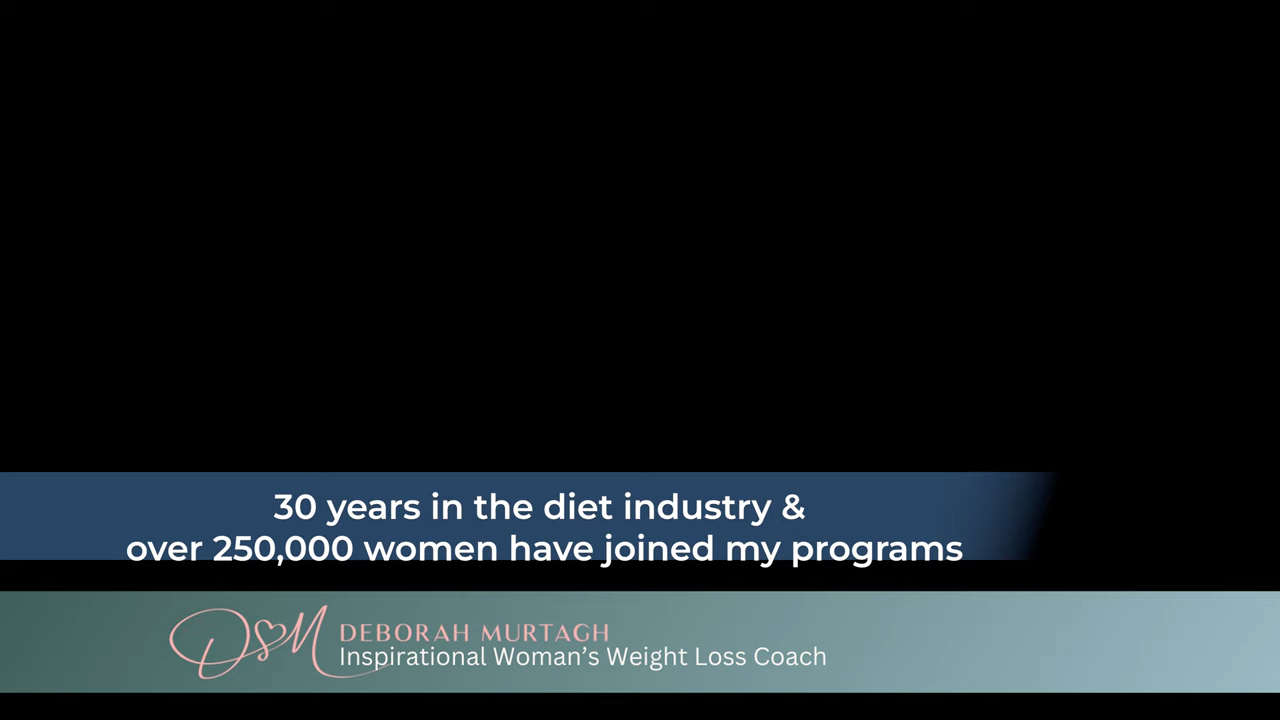 30 years in the diet industry &
over 250,000 women have joined my programs
DM
DEBORAH MURTAGH
Inspirational Woman's Weight Loss Coach